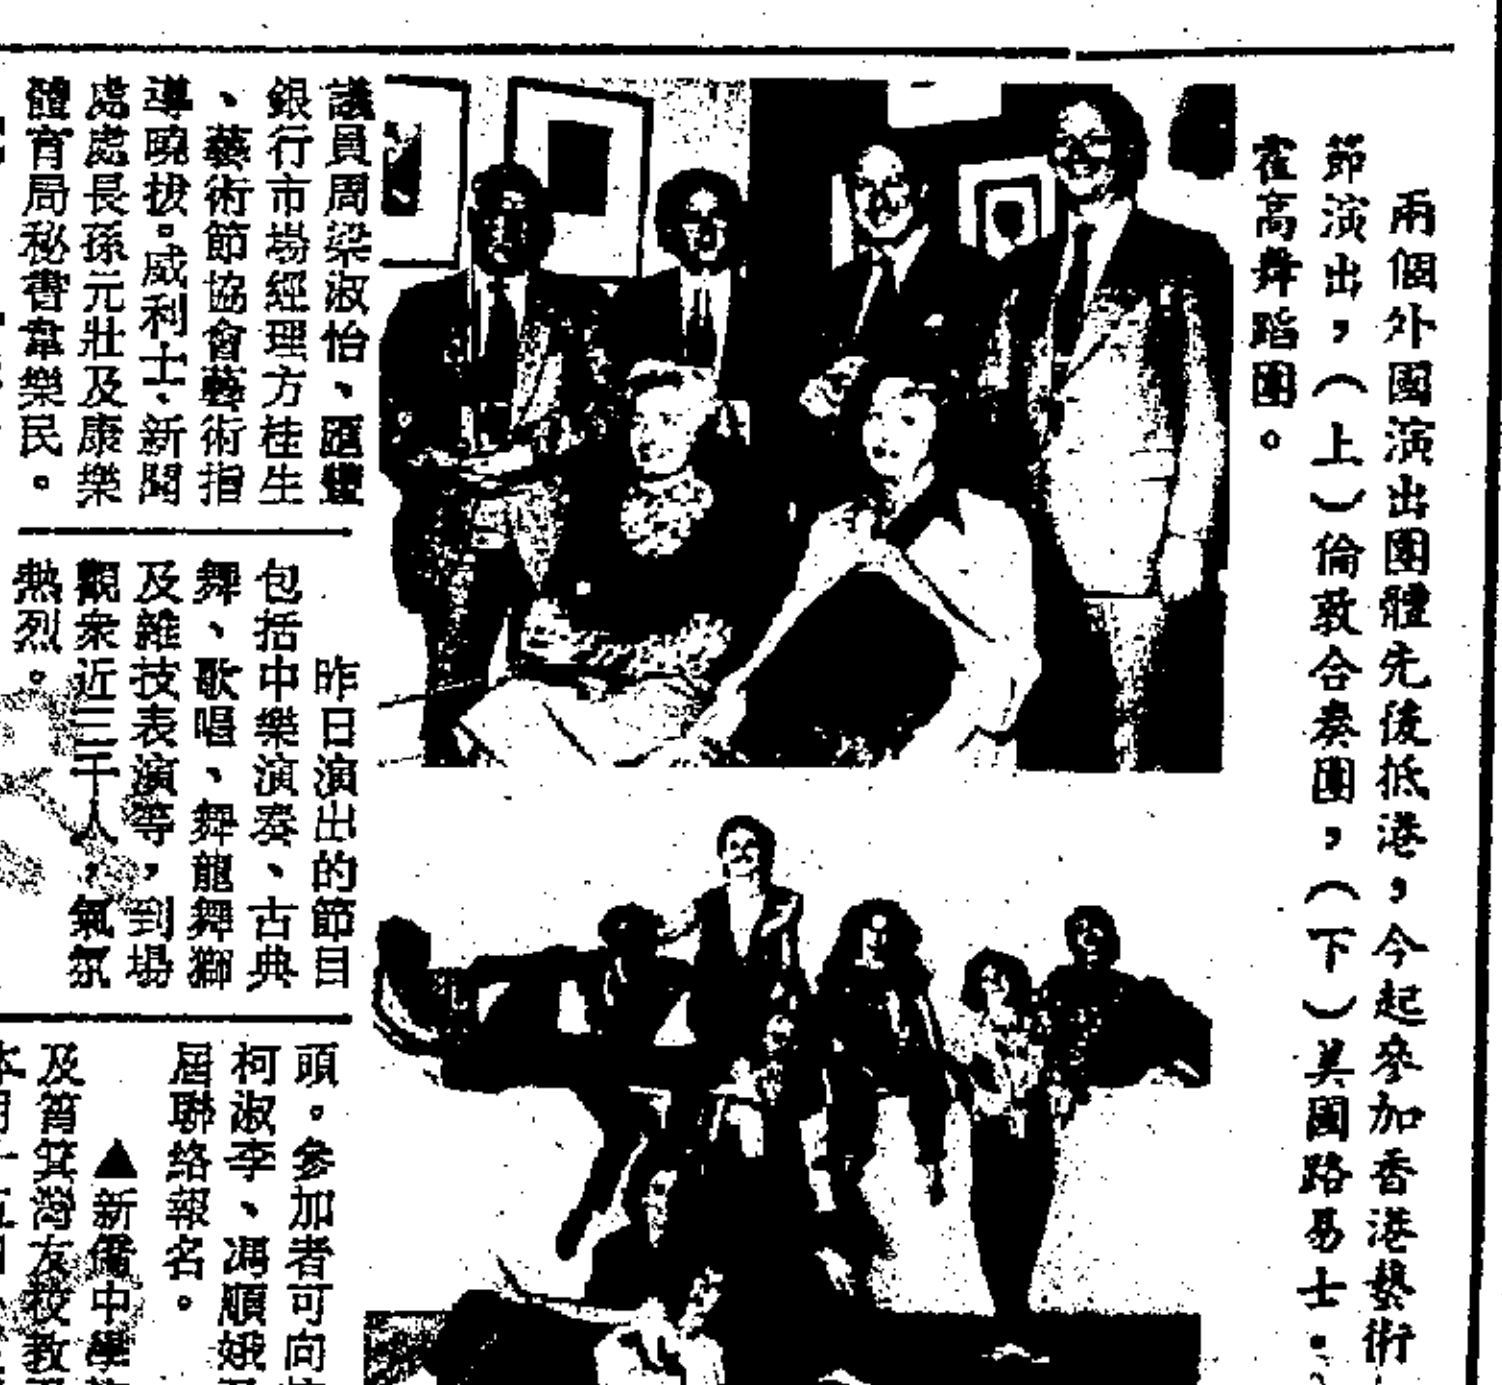 兩個外國演出團體先後抵港，今起參加香港藝術
節演出，（上）倫敦合奏團，（下）美國路易士．
霍高舞蹈團。
議員周梁淑怡、匯豐
銀行市場經理方桂生
、藝術節協會藝術指
導曉拔。威利士、新聞
處處長孫元壯及康樂
體育局秘書韋樂民。
昨日演出的節目
包括中樂演奏、古典
舞、歌唱、舞龍舞獅
及雜技表演等，到場
觀衆近三千人，氣氛
熱烈。
頭。參加者可向
柯淑李、馮順娥
屆聯絡報名。
▲新僑中學
及筲箕灣友校教